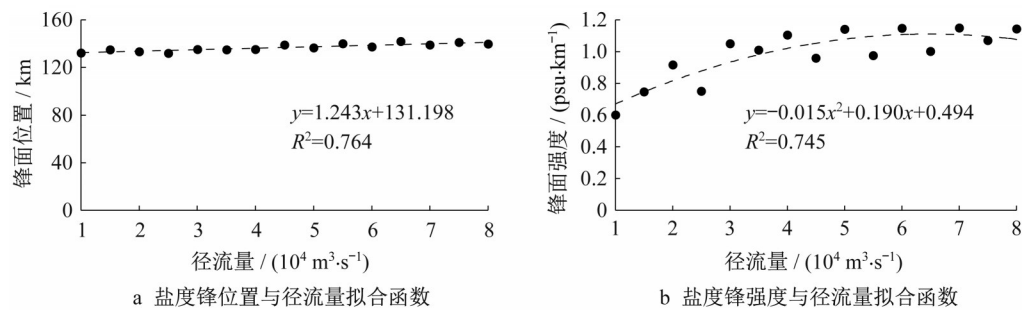 160
120
80
40
0
锋面位置 / km
y=1.243x+131.198
R²=0.764
1 2 3 4 5 6 7 8
径流量 / (10⁴ m³·s⁻¹)
a 盐度锋位置与径流量拟合函数
1.2
1.0
0.8
0.6
0.4
0.2
0
锋面强度 / (psu·km⁻¹)
y=−0.015x²+0.190x+0.494
R²=0.745
1 2 3 4 5 6 7 8
径流量 / (10⁴ m³·s⁻¹)
b 盐度锋强度与径流量拟合函数